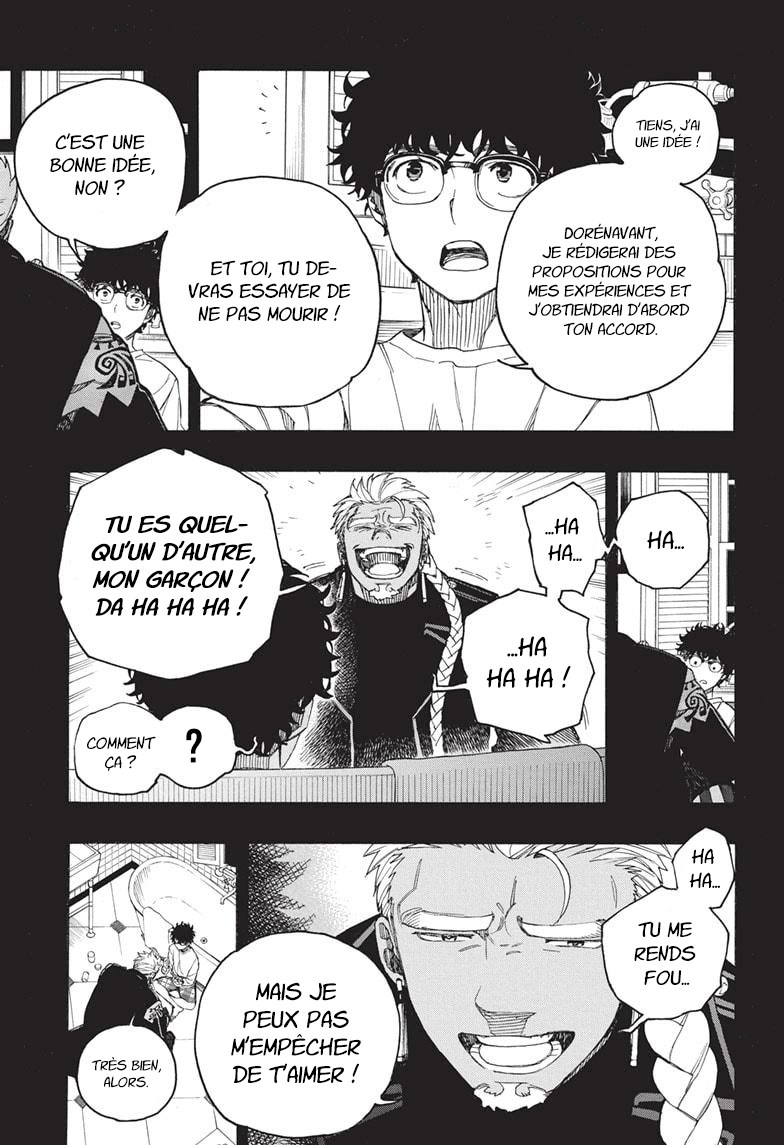 TIENS, J'AI
UNE IDÉE !
DORÉNAVANT,
JE RÉDIGERAI DES
PROPOSITIONS POUR
MES EXPÉRIENCES ET
J'OBTIENDRAI D'ABORD
TON ACCORD.
ET TOI, TU DE-
VRAS ESSAYER DE
NE PAS MOURIR !
C'EST UNE
BONNE IDÉE,
NON ?
HA...
...HA
HA...
...HA
HA HA !
TU ES QUEL-
QU'UN D'AUTRE,
MON GARÇON !
DA HA HA HA !
?
COMMENT
ÇA ?
HA
HA...
TU ME
RENDS
FOU...
MAIS JE
PEUX PAS
M'EMPÊCHER
DE T'AIMER !
TRÈS BIEN,
ALORS.